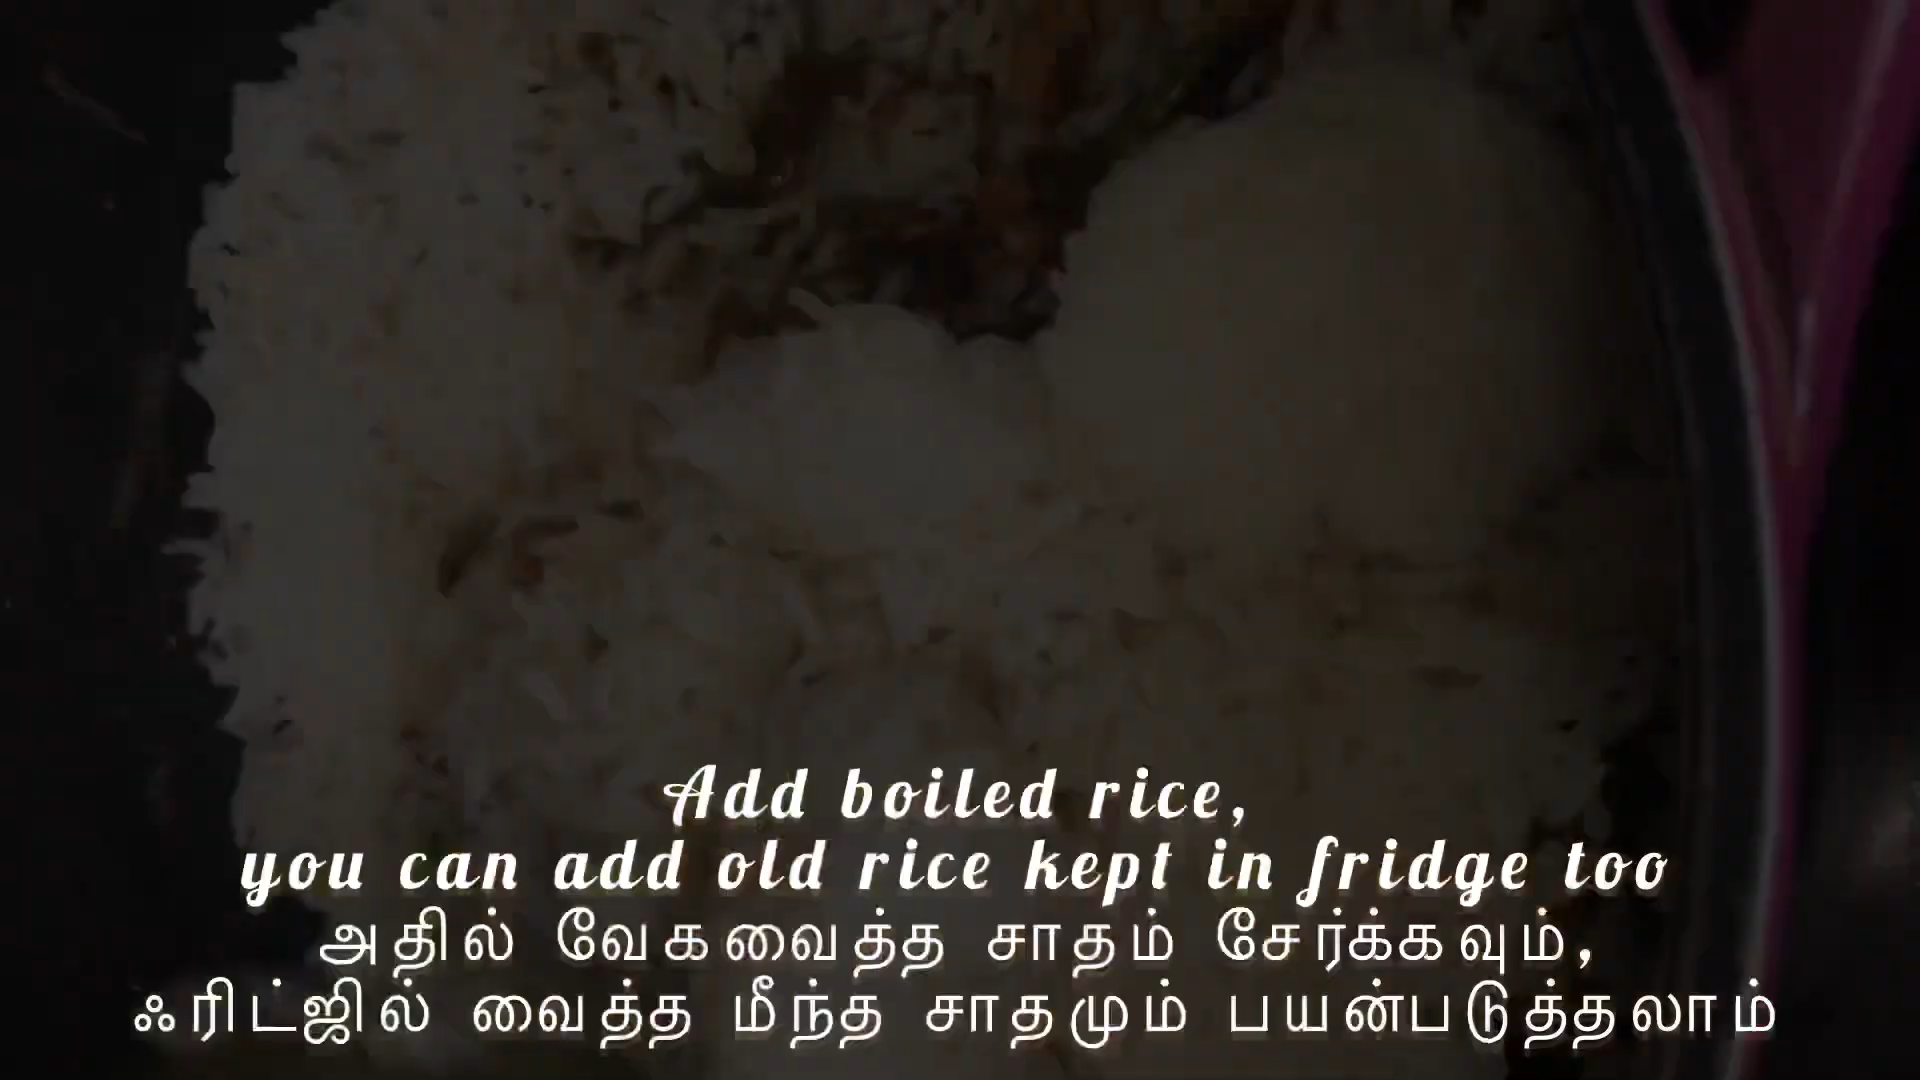 Add boiled rice,
you can add old rice kept in fridge too
அதில் வேகவைத்த சாதம் சேர்க்கவும்,
ஃரிட்ஜில் வைத்த மீந்த சாதமும் பயன்படுத்தலாம்